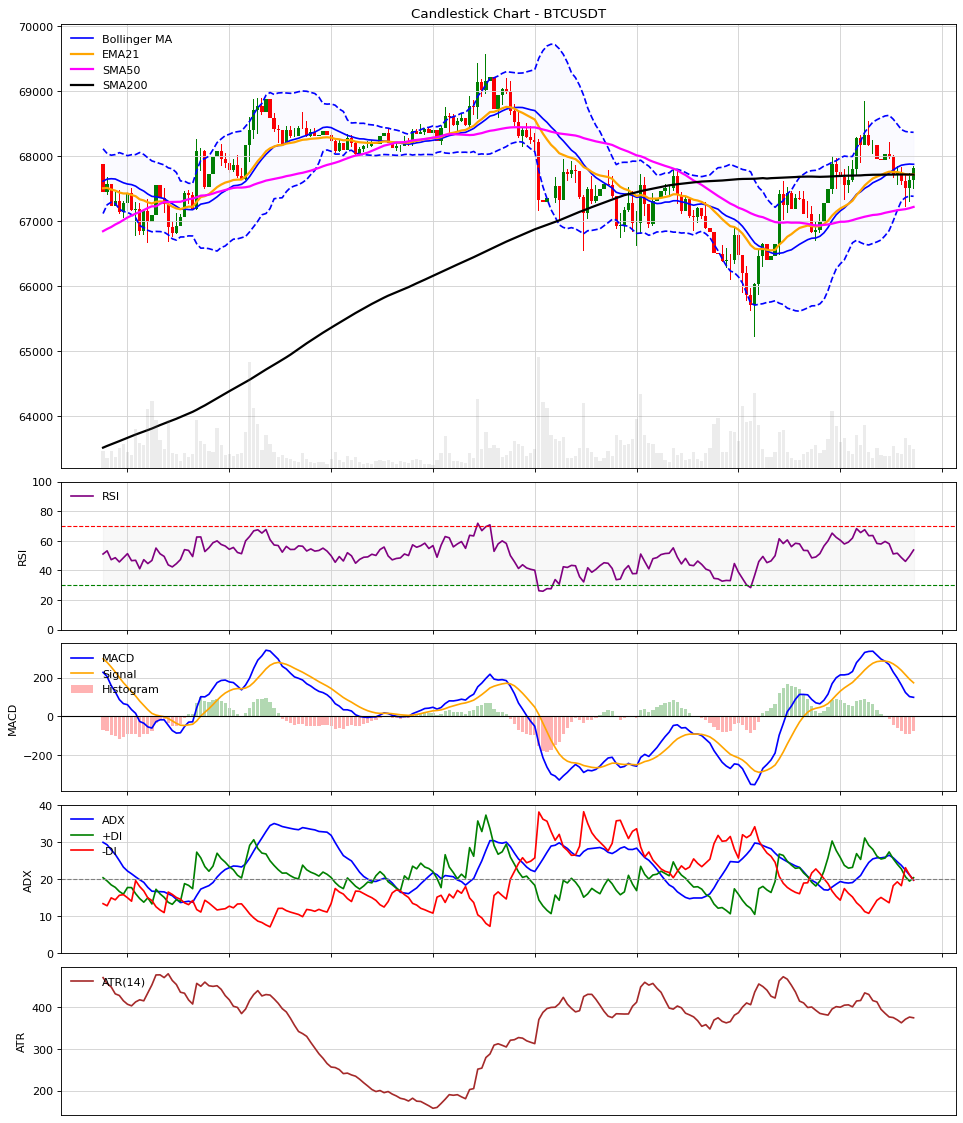 Candlestick Chart - BTCUSDT
70000
69000
68000
67000
66000
65000
64000
Bollinger MA
EMA21
SMA50
SMA200
100
80
60
40
20
0
RSI
RSI
200
0
−200
MACD
MACD
Signal
Histogram
40
30
20
10
0
ADX
ADX
+DI
-DI
400
300
200
ATR
ATR(14)